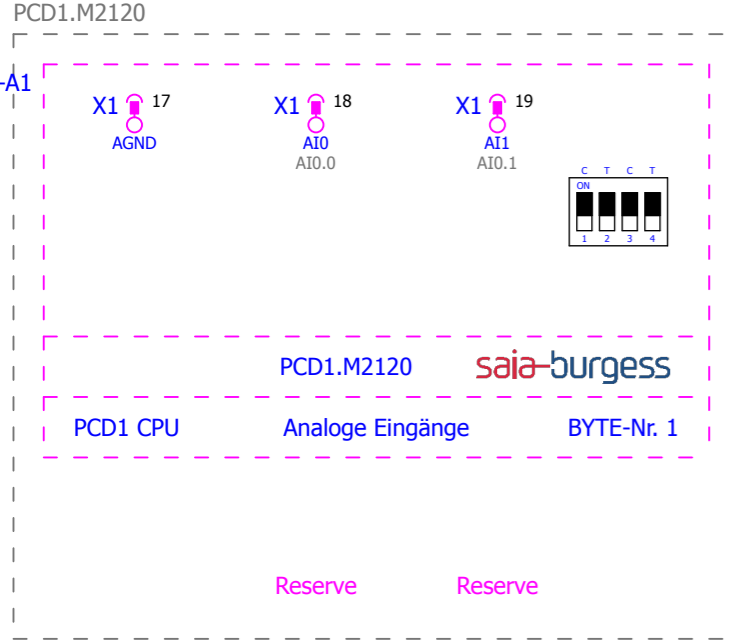 PCD1.M2120
-A1
X1 17 X1 18 X1 19
AGND AI0 AI1
AI0.0 AI0.1
C T C T
ON
1 2 3 4
PCD1.M2120 saia-burgess
PCD1 CPU Analoge Eingänge BYTE-Nr. 1
Reserve Reserve